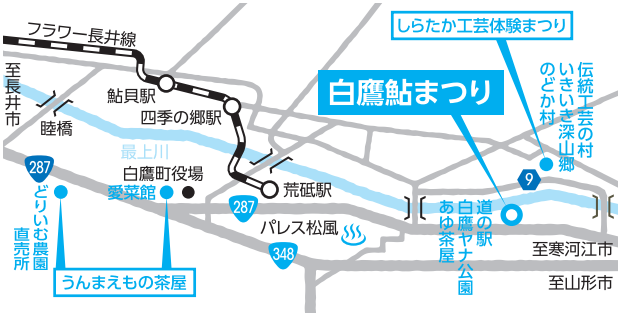 フラワー長井線
しらたか工芸体験まつり
至長井市
鮎貝駅
四季の郷駅
白鷹鮎まつり
伝統工芸の村
いきいき深山郷
のどか村
睦橋
最上川
白鷹町役場
愛菜館
荒砥駅
287
287
9
どりいむ農園
直売所
パレス松風
348
道の駅
白鷹ヤナ公園
あゆ茶屋
至寒河江市
うんまえもの茶屋
至山形市